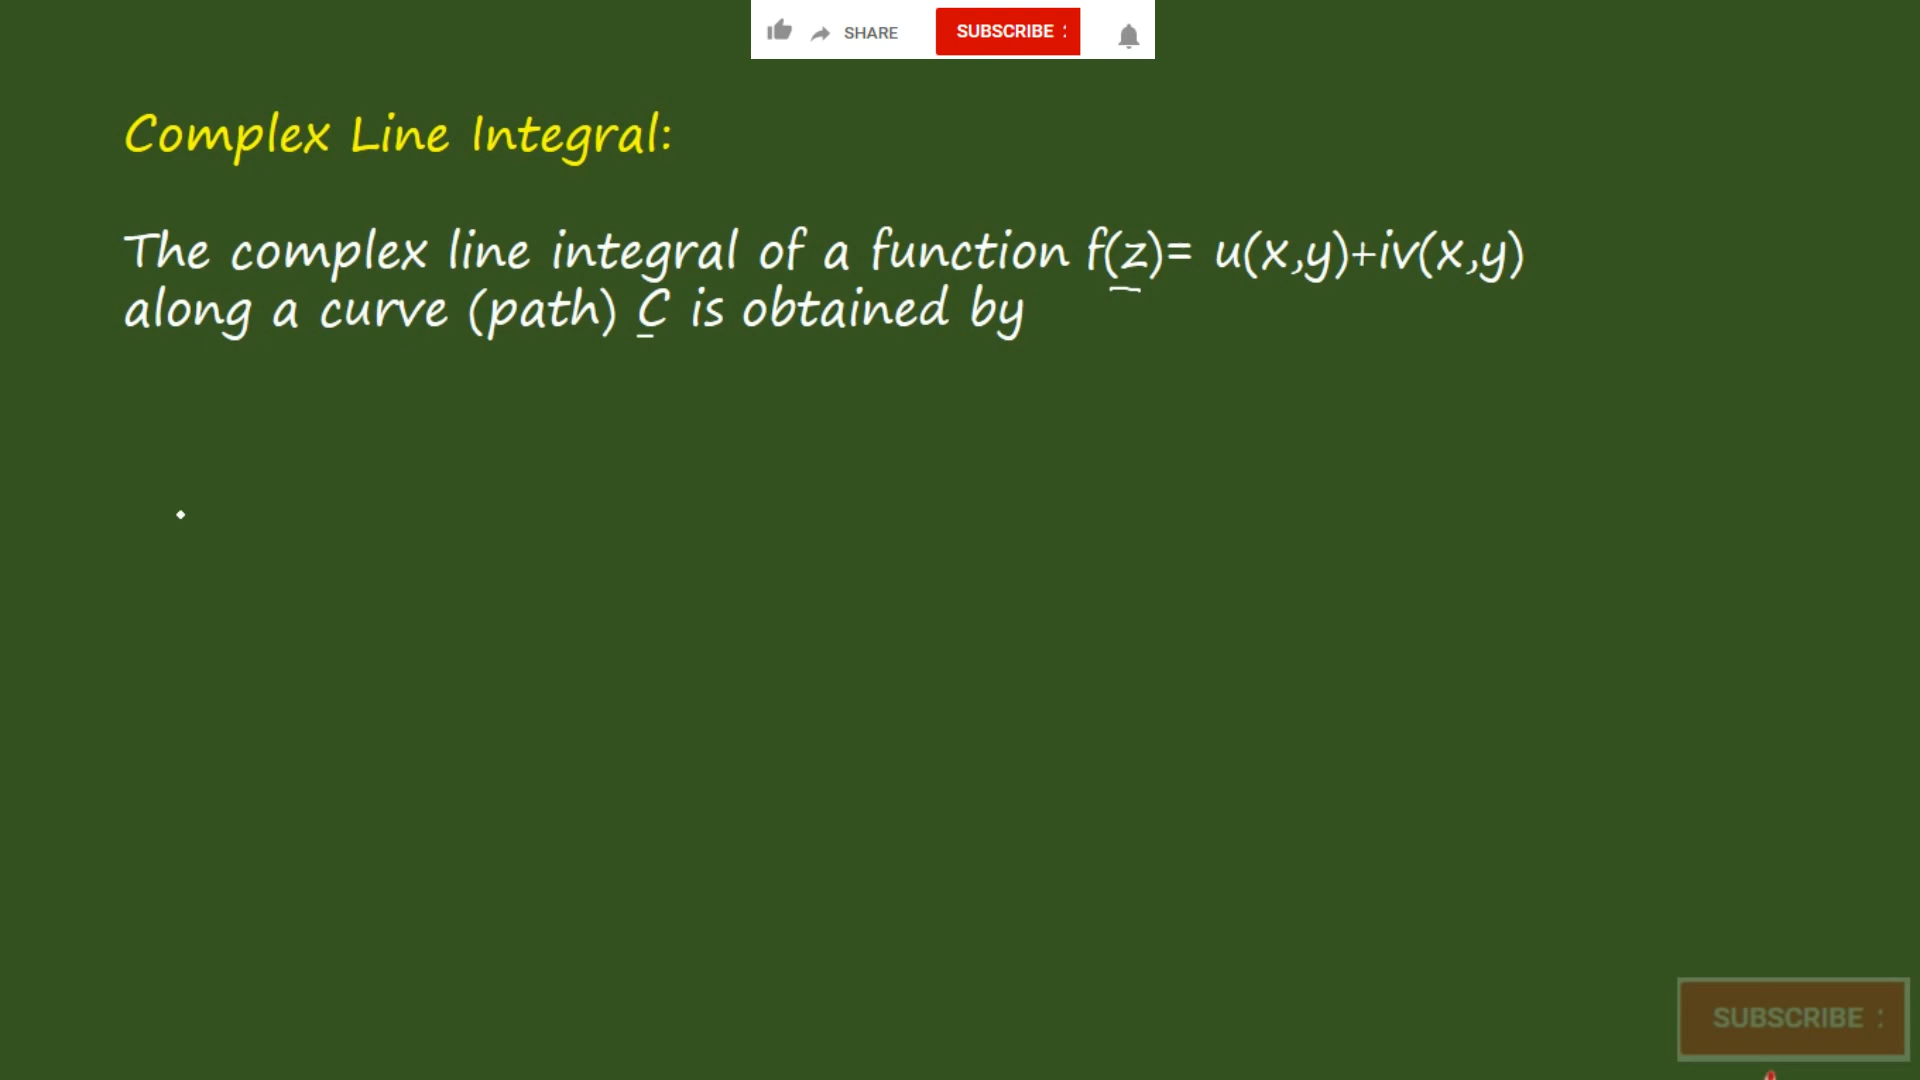 SHARE SUBSCRIBE :
Complex Line Integral:
The complex line integral of a function f(z)= u(x,y)+iv(x,y)
along a curve (path) C is obtained by
SUBSCRIBE :